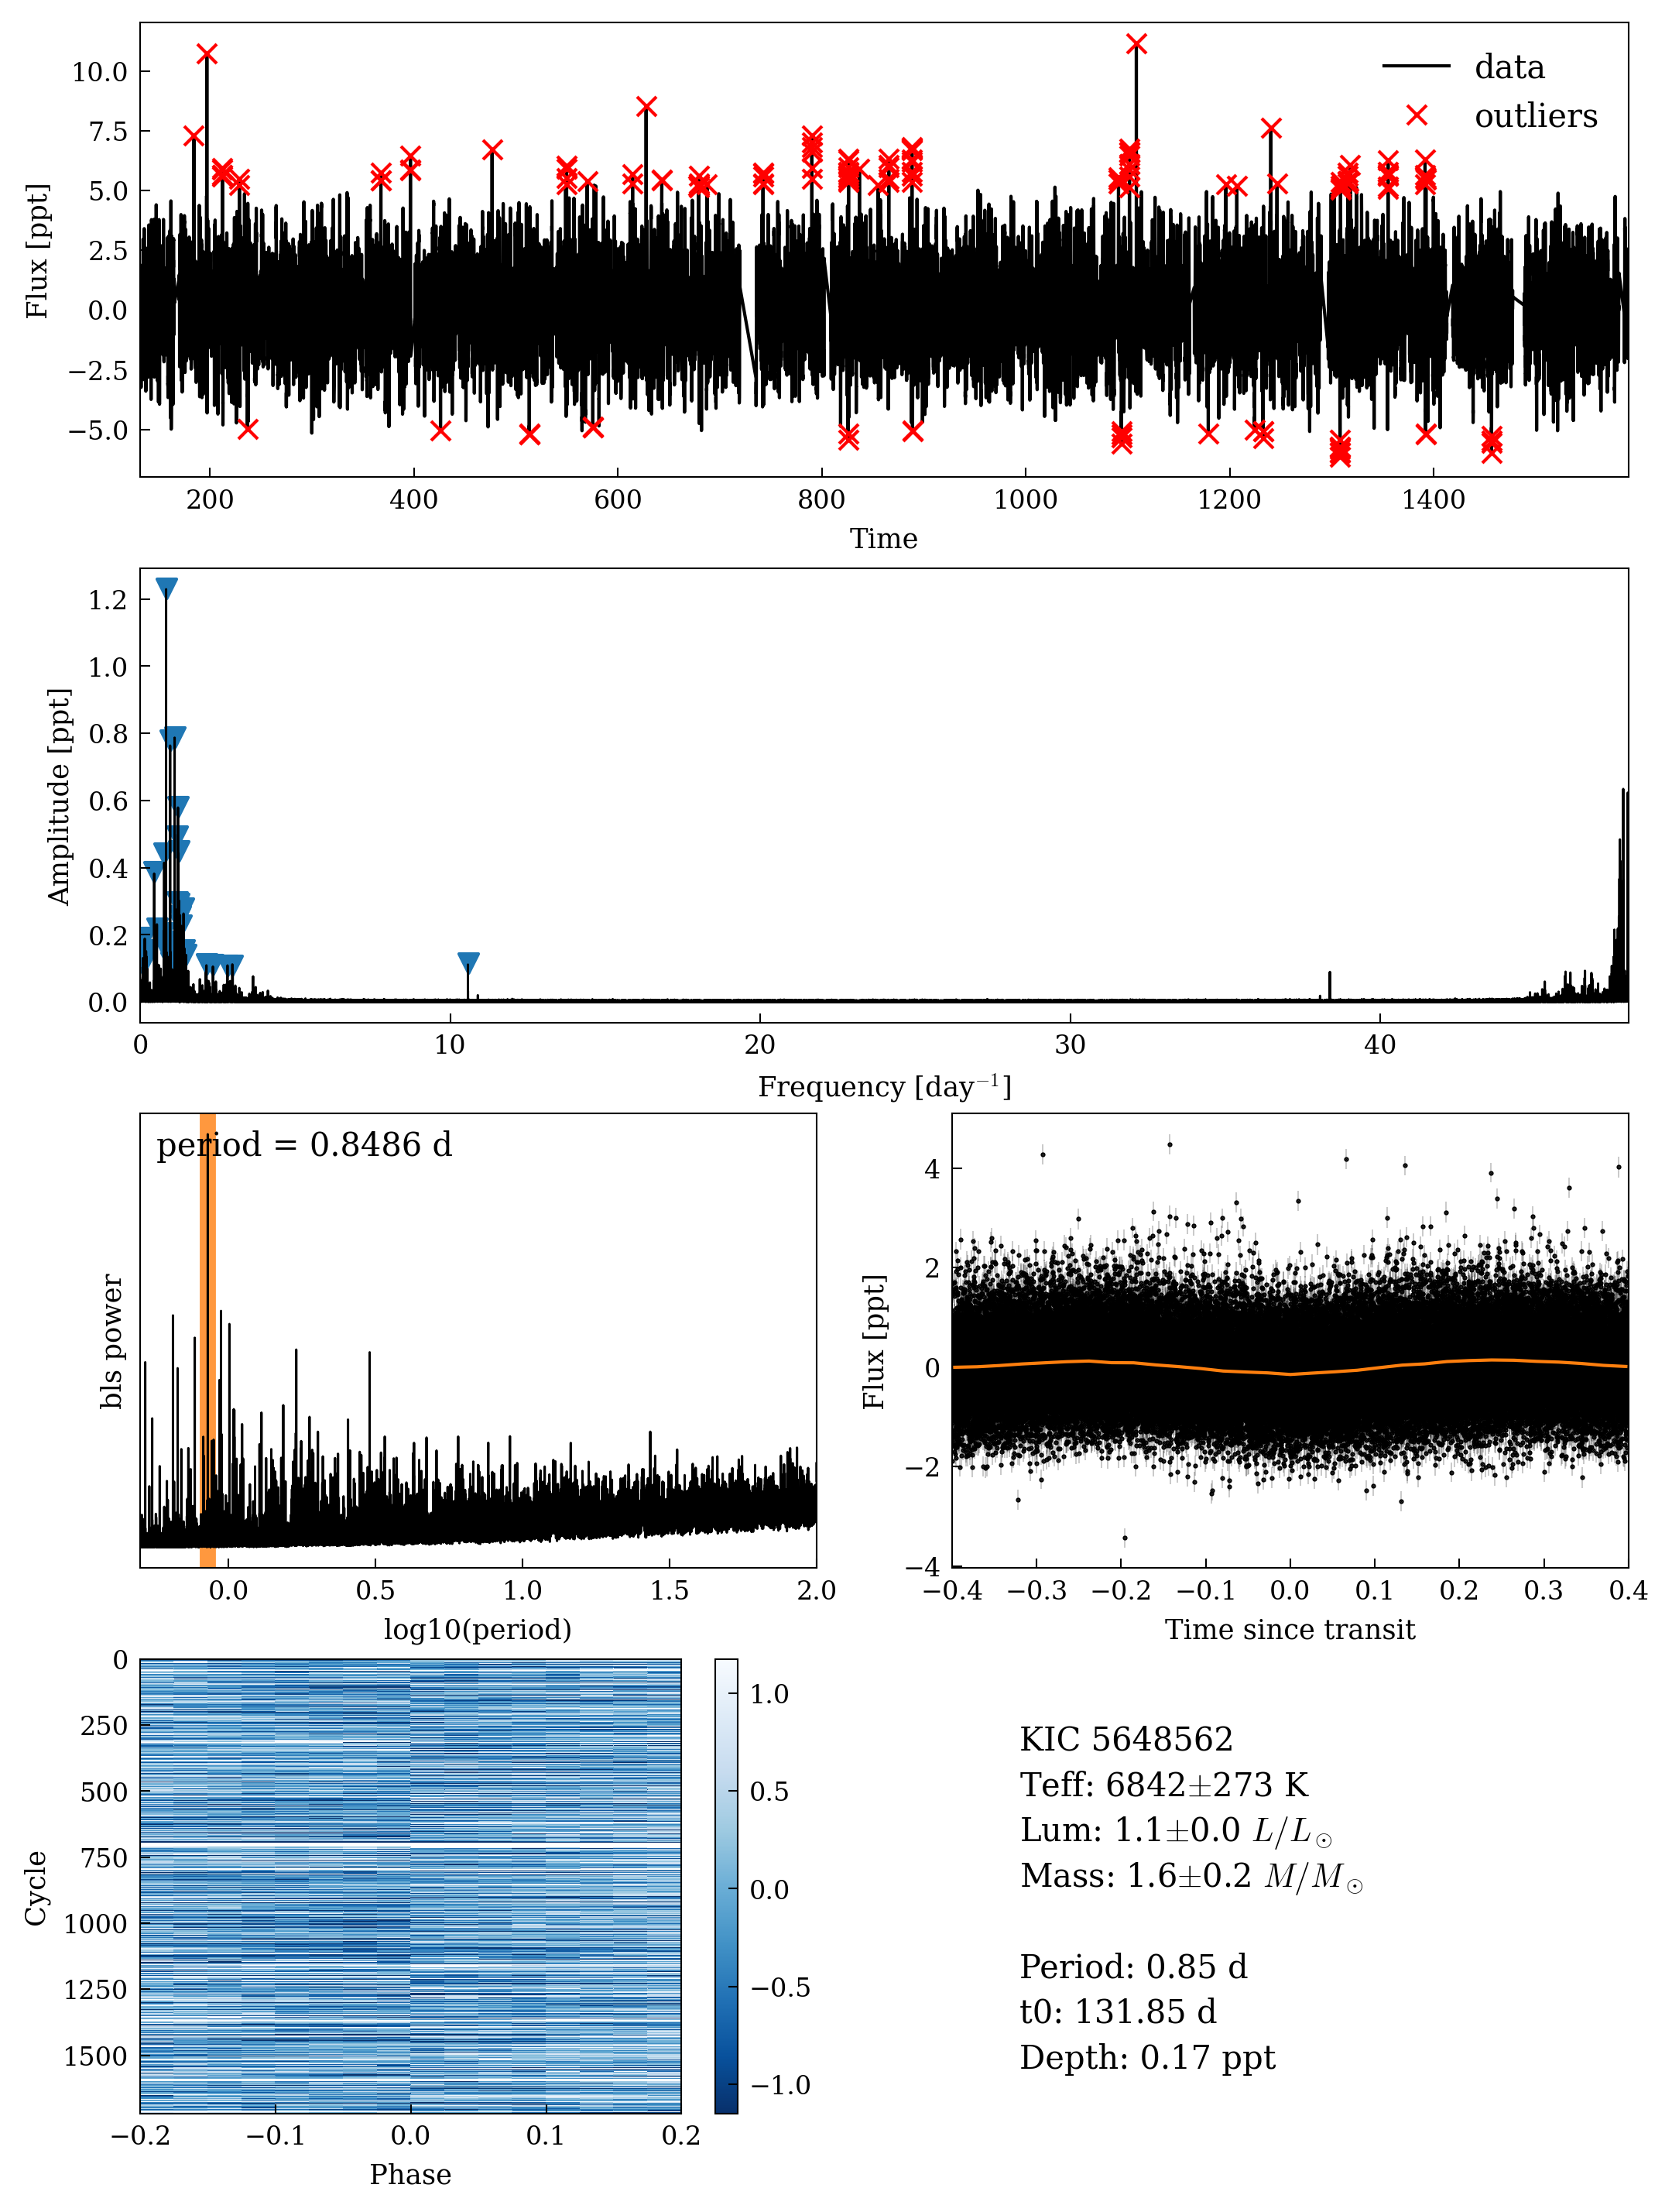 data
outliers
10.0
7.5
5.0
2.5
0.0
−2.5
−5.0
Flux [ppt]
200 400 600 800 1000 1200 1400
Time
1.2
1.0
0.8
0.6
0.4
0.2
0.0
Amplitude [ppt]
0 10 20 30 40
Frequency [day⁻¹]
period = 0.8486 d
bls power
0.0 0.5 1.0 1.5 2.0
log10(period)
4
2
0
−2
−4
Flux [ppt]
−0.4 −0.3 −0.2 −0.1 0.0 0.1 0.2 0.3 0.4
Time since transit
0
250
500
750
1000
1250
1500
Cycle
−0.2 −0.1 0.0 0.1 0.2
Phase
1.0
0.5
0.0
−0.5
−1.0
KIC 5648562
Teff: 6842±273 K
Lum: 1.1±0.0 L/L⊙
Mass: 1.6±0.2 M/M⊙
Period: 0.85 d
t0: 131.85 d
Depth: 0.17 ppt